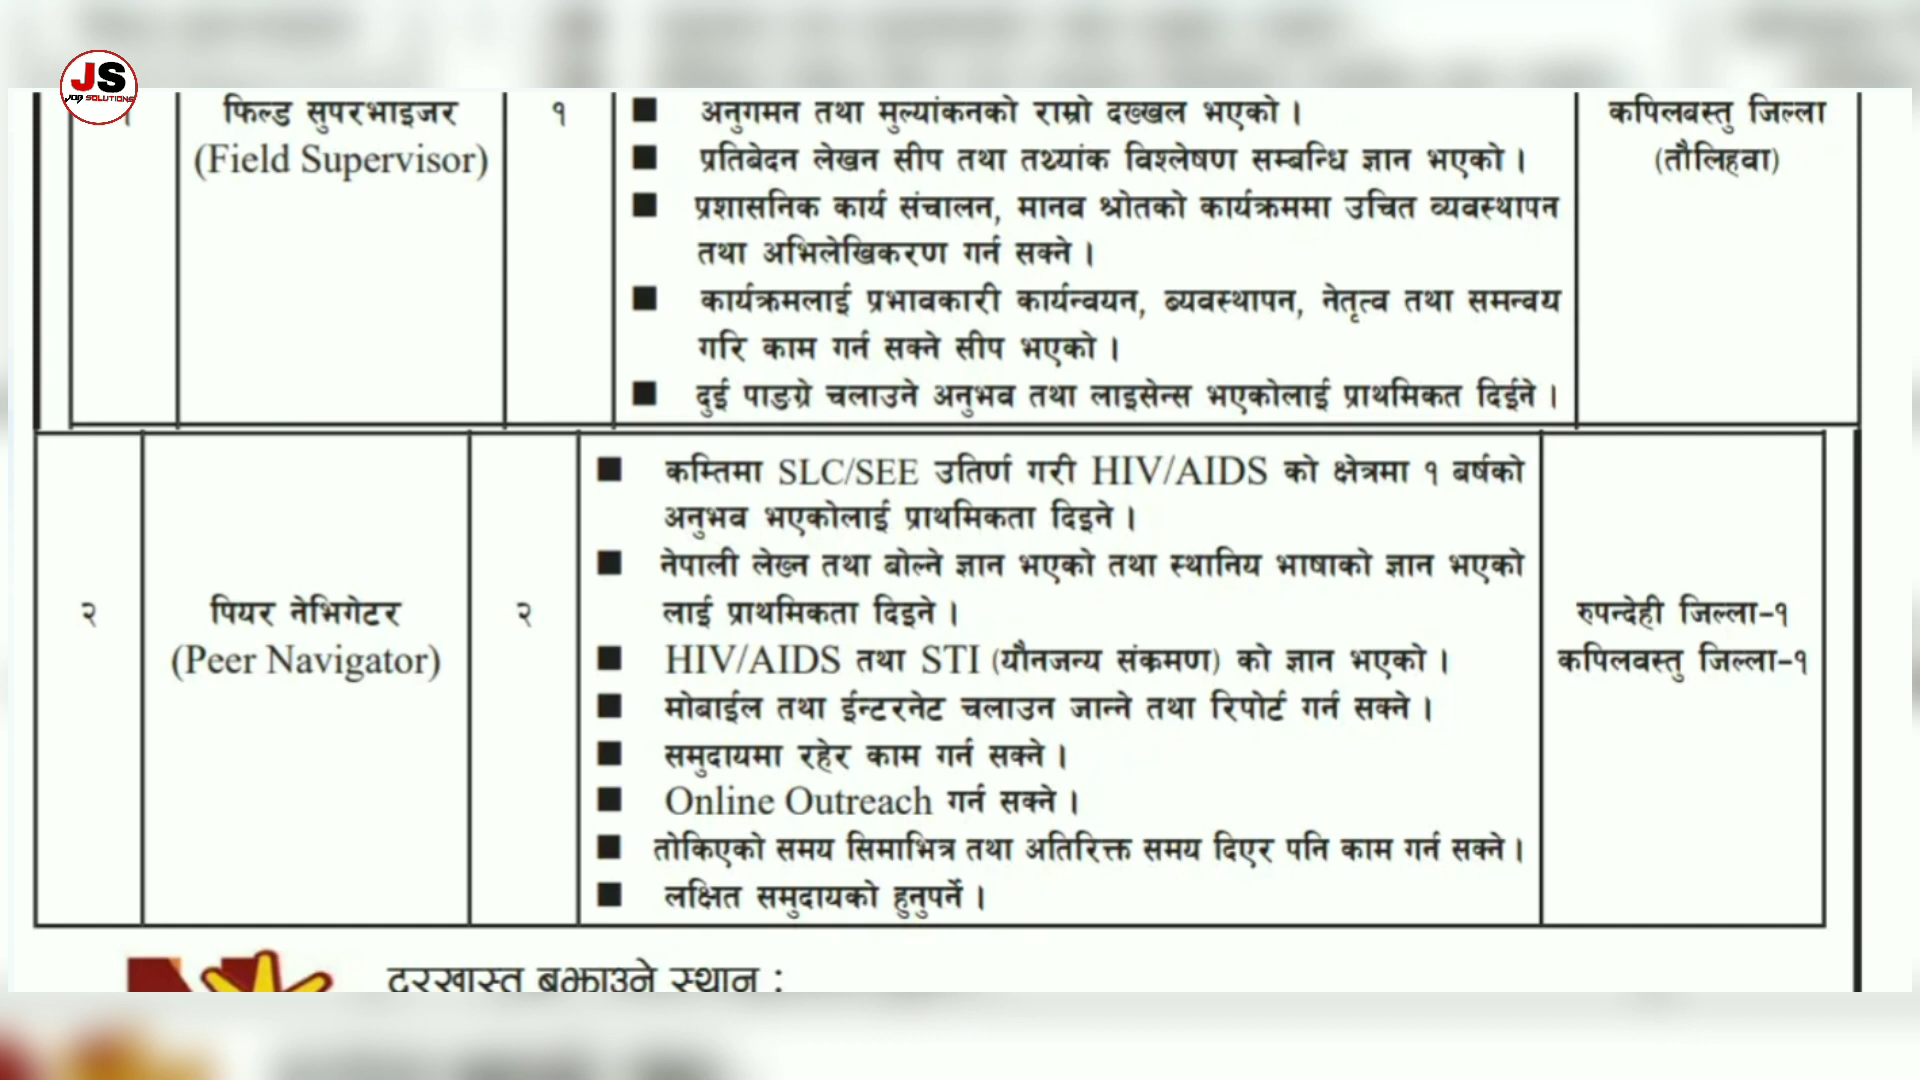 JS
JOB SOLUTIONS
१ फिल्ड सुपरभाइजर १ ■ अनुगमन तथा मुल्यांकनको राम्रो दख्खल भएको । कपिलबस्तु जिल्ला
(Field Supervisor) ■ प्रतिबेदन लेखन सीप तथा तथ्यांक विश्लेषण सम्बन्धि ज्ञान भएको । (तौलिहवा)
■ प्रशासनिक कार्य संचालन, मानब श्रोतको कार्यक्रममा उचित व्यवस्थापन
तथा अभिलेखिकरण गर्न सक्ने ।
■ कार्यक्रमलाई प्रभावकारी कार्यन्वयन, ब्यबस्थापन, नेतृत्व तथा समन्वय
गरि काम गर्न सक्ने सीप भएको ।
■ दुई पाङग्रे चलाउने अनुभव तथा लाइसेन्स भएकोलाई प्राथमिकत दिईने ।
■ कम्तिमा SLC/SEE उतिर्ण गरी HIV/AIDS को क्षेत्रमा १ बर्षको
अनुभव भएकोलाई प्राथमिकता दिइने ।
■ नेपाली लेख्न तथा बोल्ने ज्ञान भएको तथा स्थानिय भाषाको ज्ञान भएको
२ पियर नेभिगेटर २ लाई प्राथमिकता दिइने । रुपन्देही जिल्ला-१
(Peer Navigator) ■ HIV/AIDS तथा STI (यौनजन्य संक्रमण) को ज्ञान भएको । कपिलवस्तु जिल्ला-१
■ मोबाईल तथा ईन्टरनेट चलाउन जान्ने तथा रिपोर्ट गर्न सक्ने ।
■ समुदायमा रहेर काम गर्न सक्ने ।
■ Online Outreach गर्न सक्ने ।
■ तोकिएको समय सिमाभित्र तथा अतिरिक्त समय दिएर पनि काम गर्न सक्ने ।
■ लक्षित समुदायको हुनुपर्ने ।
दरखास्त बुझाउने स्थान :